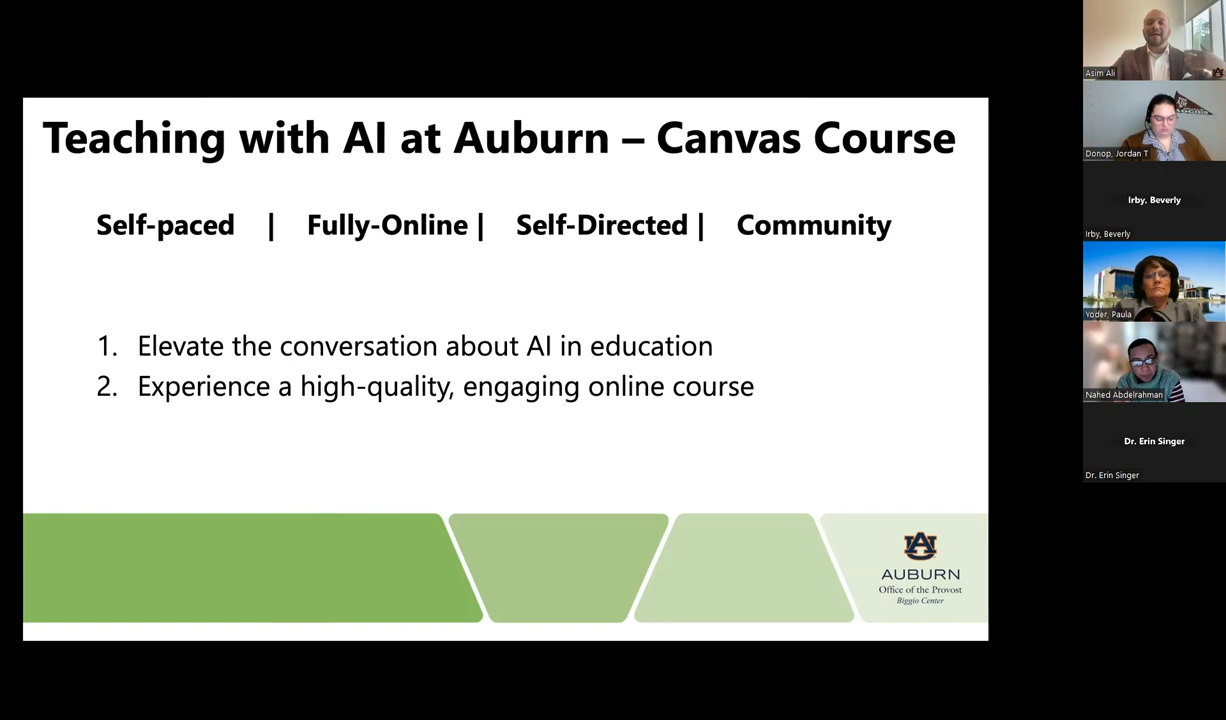 Teaching with AI at Auburn – Canvas Course
Self-paced | Fully-Online | Self-Directed | Community
1. Elevate the conversation about AI in education
2. Experience a high-quality, engaging online course
AUBURN
Office of the Provost
Biggio Center
Asim Ali
Donop, Jordan T
Irby, Beverly
Irby, Beverly
Yoder, Paula
Nahed Abdelrahman
Dr. Erin Singer
Dr. Erin Singer